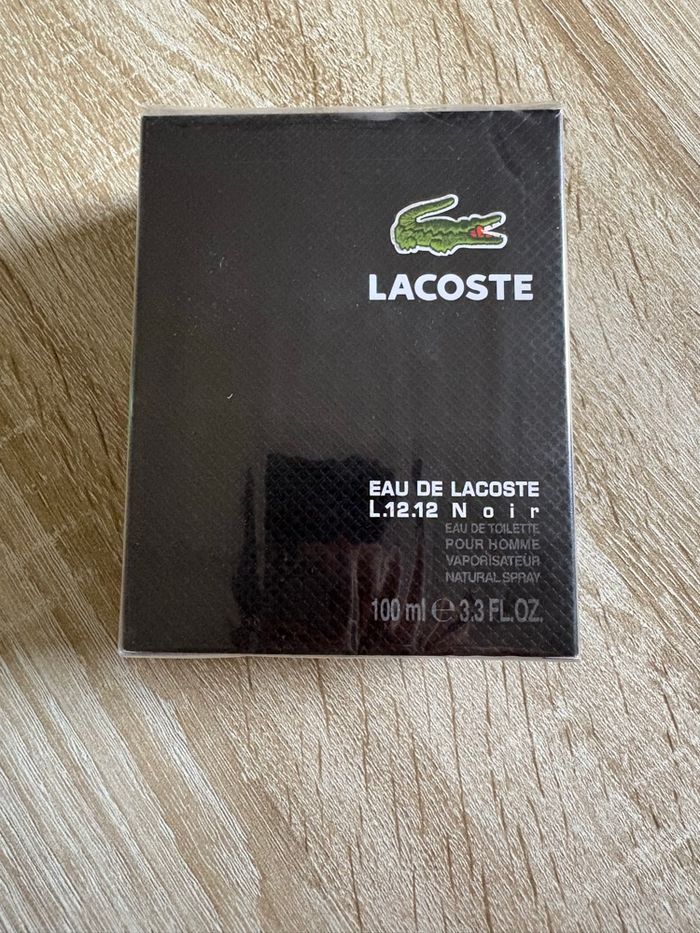 LACOSTE
EAU DE LACOSTE
L.12.12 Noir
EAU DE TOILETTE
POUR HOMME
VAPORISATEUR
NATURAL SPRAY
100 ml ℮ 3.3 FL.OZ.